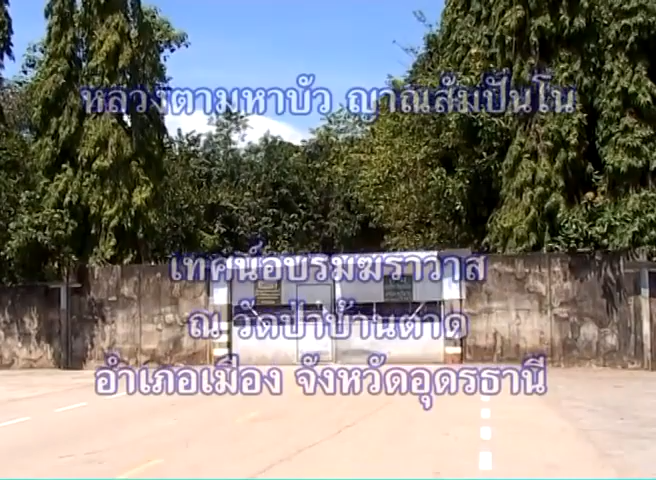 หลวงตามหาบัว ญาณสัมปันโน
เทศน์อบรมฆราวาส
ณ วัดป่าบ้านตาด
อำเภอเมือง จังหวัดอุดรธานี